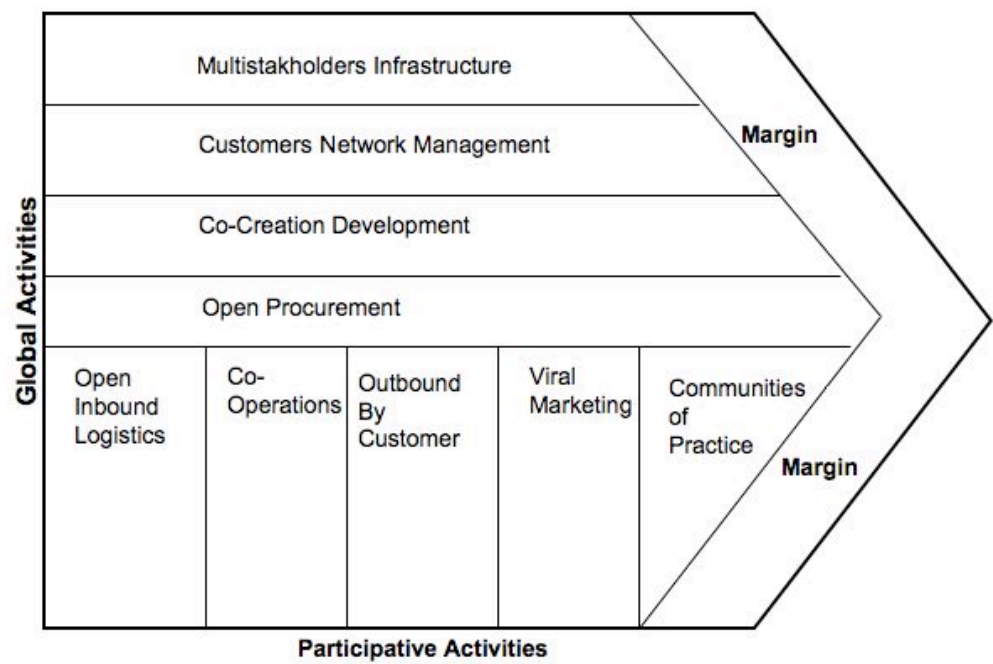 Multistakholders Infrastructure
Customers Network Management
Margin
Co-Creation Development
Open Procurement
Global Activities
Open
Inbound
Logistics
Co-
Operations
Outbound
By
Customer
Viral
Marketing
Communities
of
Practice
Margin
Participative Activities